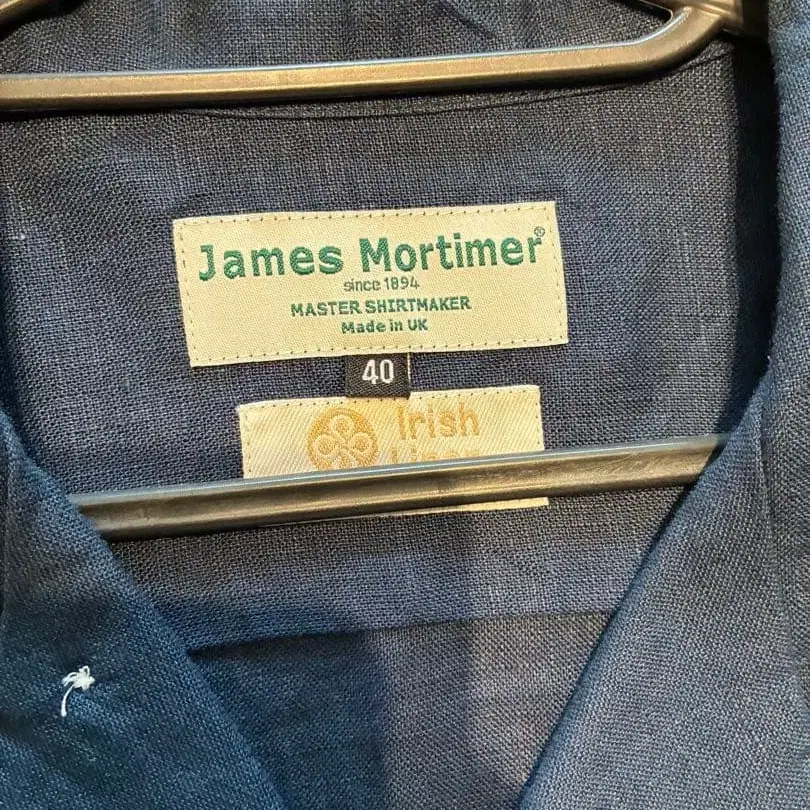 James Mortimer®
since 1894
MASTER SHIRTMAKER
Made in UK
40
Irish